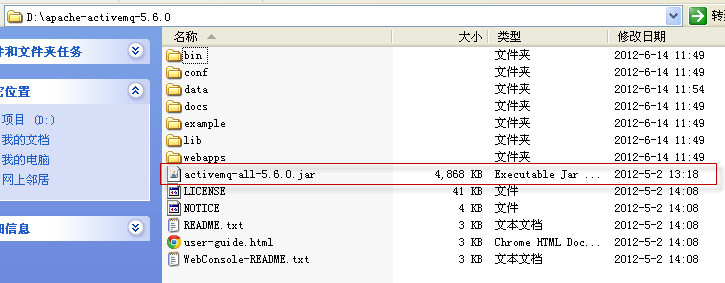 D:\apache-activemq-5.6.0
转到
件和文件夹任务
它位置
项目 (D:)
我的文档
我的电脑
网上邻居
细信息
名称 大小 类型 修改日期
bin 文件夹 2012-6-14 11:49
conf 文件夹 2012-6-14 11:49
data 文件夹 2012-6-14 11:54
docs 文件夹 2012-6-14 11:49
example 文件夹 2012-6-14 11:49
lib 文件夹 2012-6-14 11:49
webapps 文件夹 2012-6-14 11:49
activemq-all-5.6.0.jar 4,868 KB Executable Jar ... 2012-5-2 13:18
LICENSE 41 KB 文件 2012-5-2 14:08
NOTICE 4 KB 文件 2012-5-2 14:08
README.txt 3 KB 文本文档 2012-5-2 14:08
user-guide.html 3 KB Chrome HTML Doc... 2012-5-2 14:08
WebConsole-README.txt 3 KB 文本文档 2012-5-2 14:08